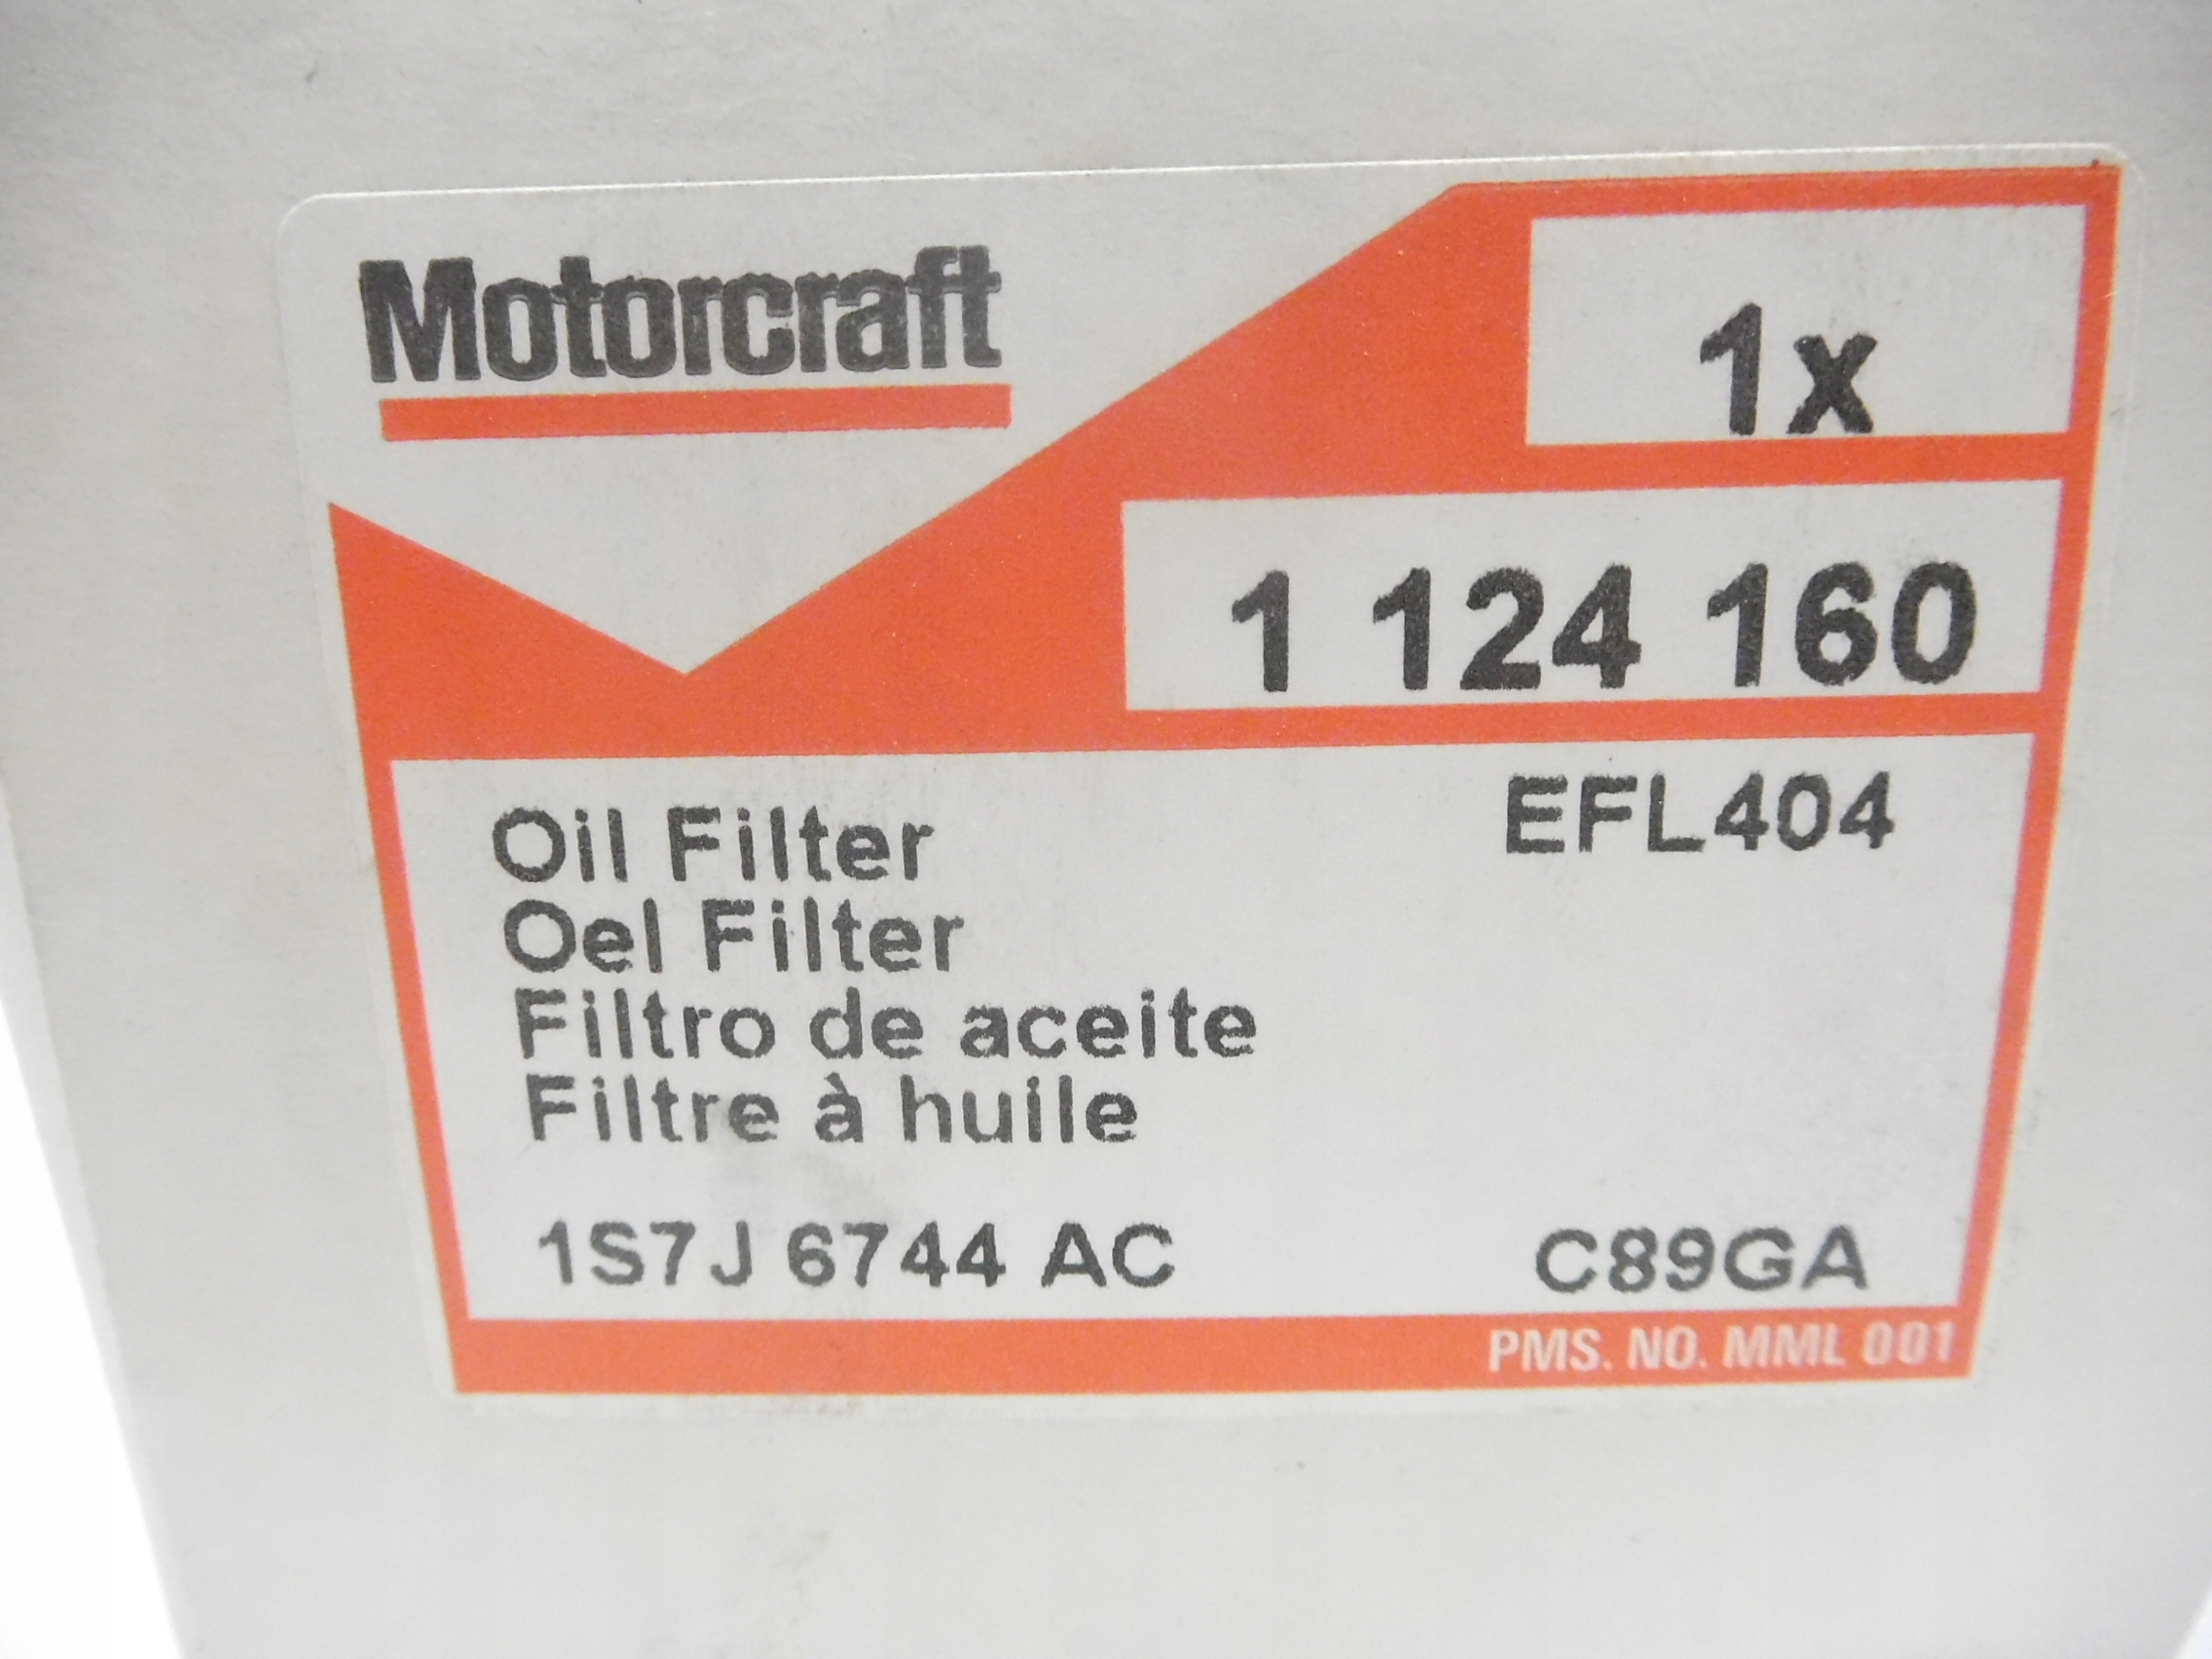 Motorcraft
1x
1 124 160
Oil Filter
EFL404
Oel Filter
Filtro de aceite
Filtre à huile
1S7J 6744 AC
C89GA
PMS. NO. MML 001